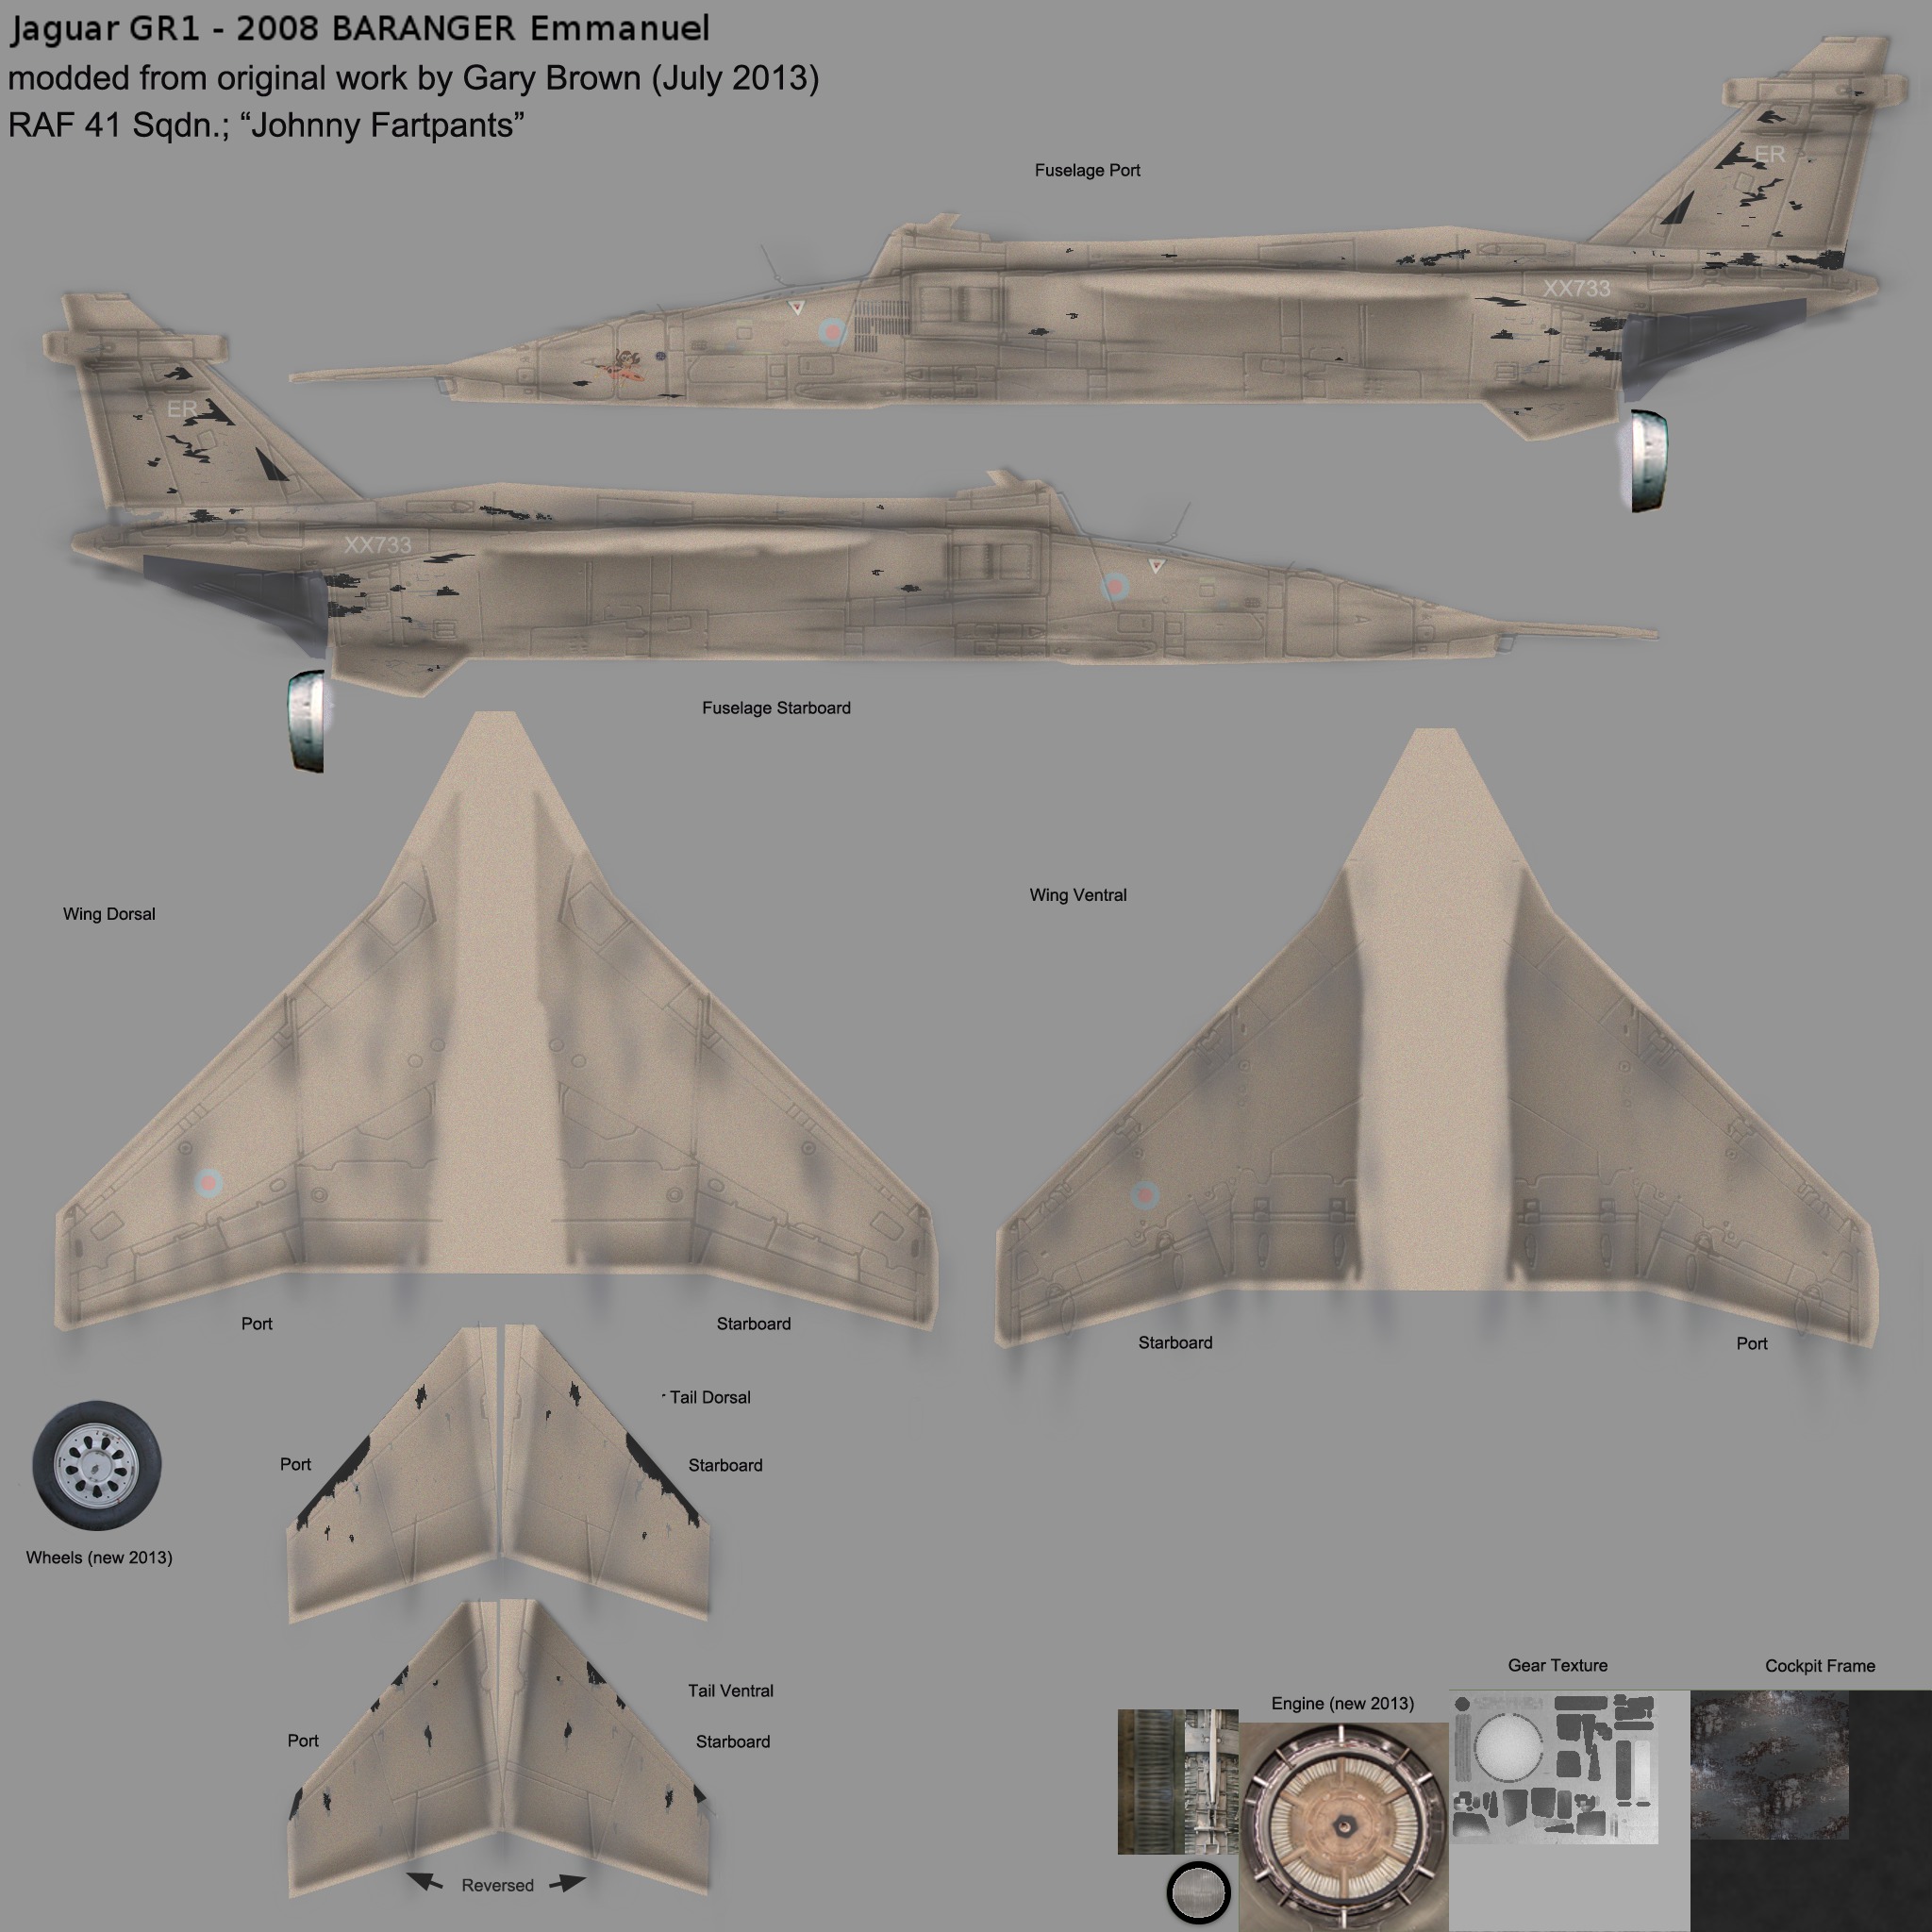 Jaguar GR1 - 2008 BARANGER Emmanuel
modded from original work by Gary Brown (July 2013)
RAF 41 Sqdn.; “Johnny Fartpants”
Fuselage Port
ER
XX733
ER
XX733
Fuselage Starboard
Wing Dorsal
Wing Ventral
Port
Starboard
Starboard
Port
Tail Dorsal
Port
Starboard
Wheels (new 2013)
Tail Ventral
Port
Starboard
Reversed
Gear Texture
Cockpit Frame
Engine (new 2013)